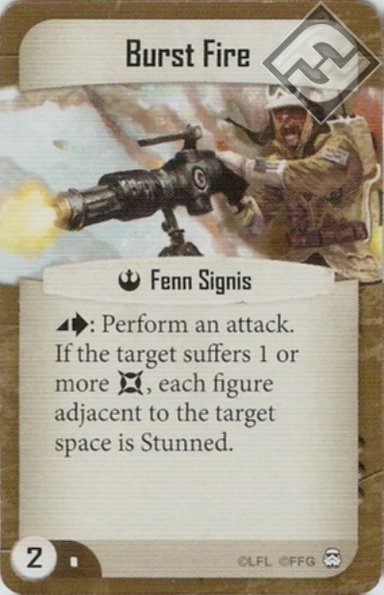 Burst Fire
Fenn Signis
: Perform an attack.
If the target suffers 1 or
more , each figure
adjacent to the target
space is Stunned.
2
©LFL ©FFG